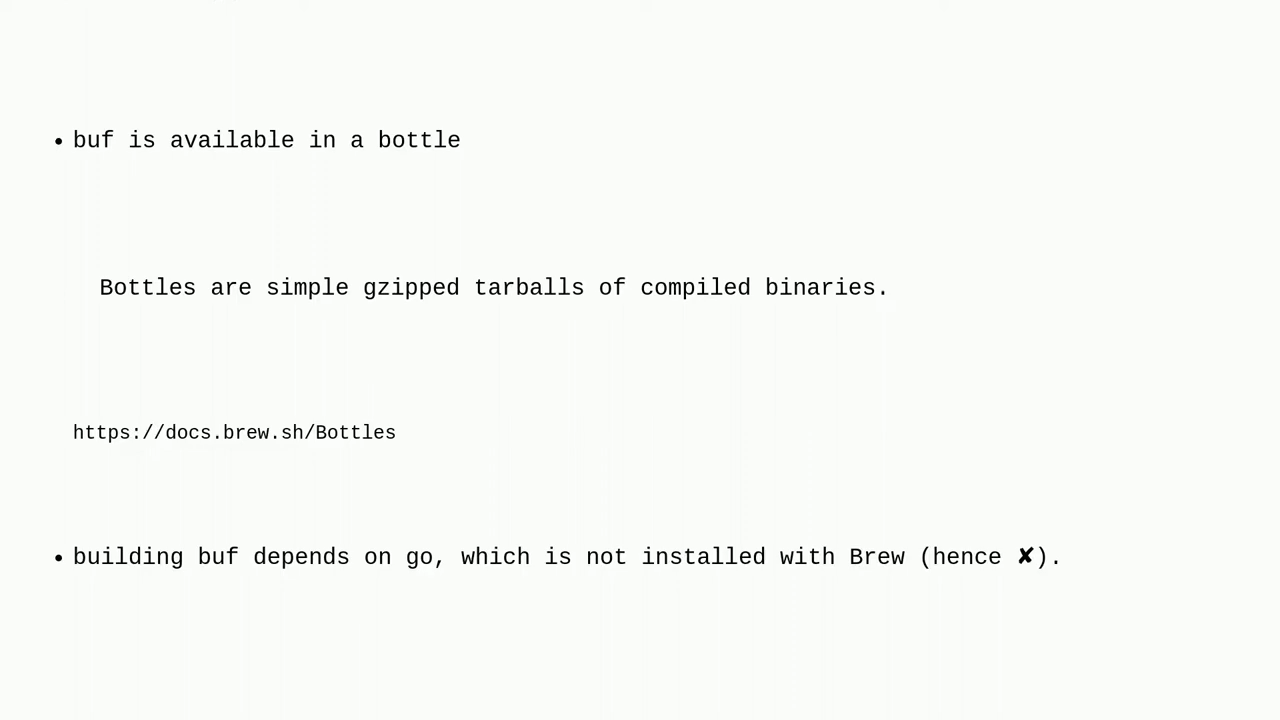 • buf is available in a bottle
Bottles are simple gzipped tarballs of compiled binaries.
https://docs.brew.sh/Bottles
• building buf depends on go, which is not installed with Brew (hence ✘).